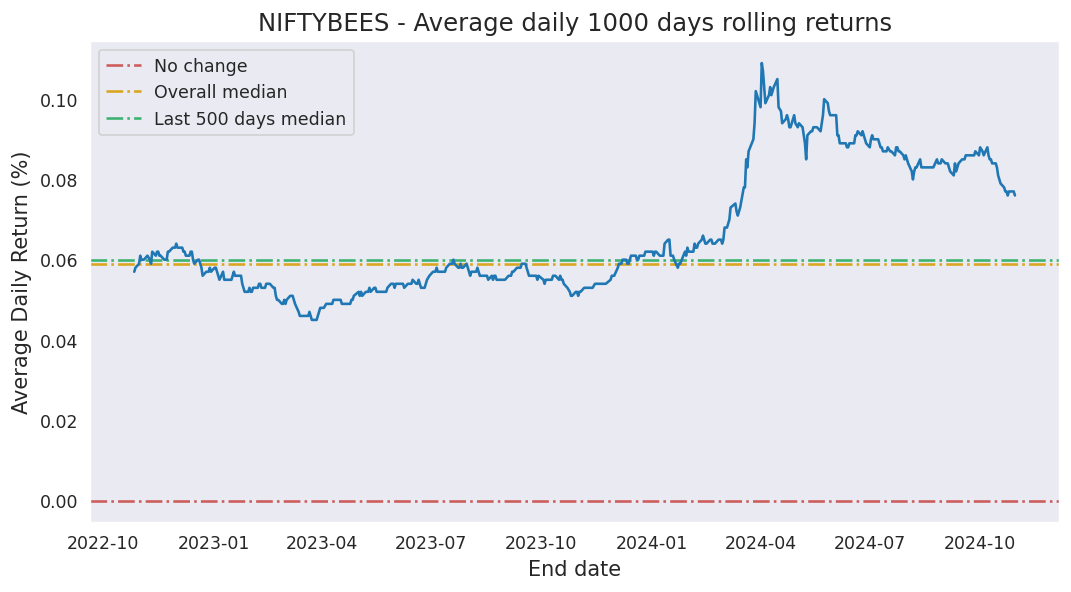 NIFTYBEES - Average daily 1000 days rolling returns
No change
Overall median
Last 500 days median
Average Daily Return (%)
0.10
0.08
0.06
0.04
0.02
0.00
2022-10 2023-01 2023-04 2023-07 2023-10 2024-01 2024-04 2024-07 2024-10
End date